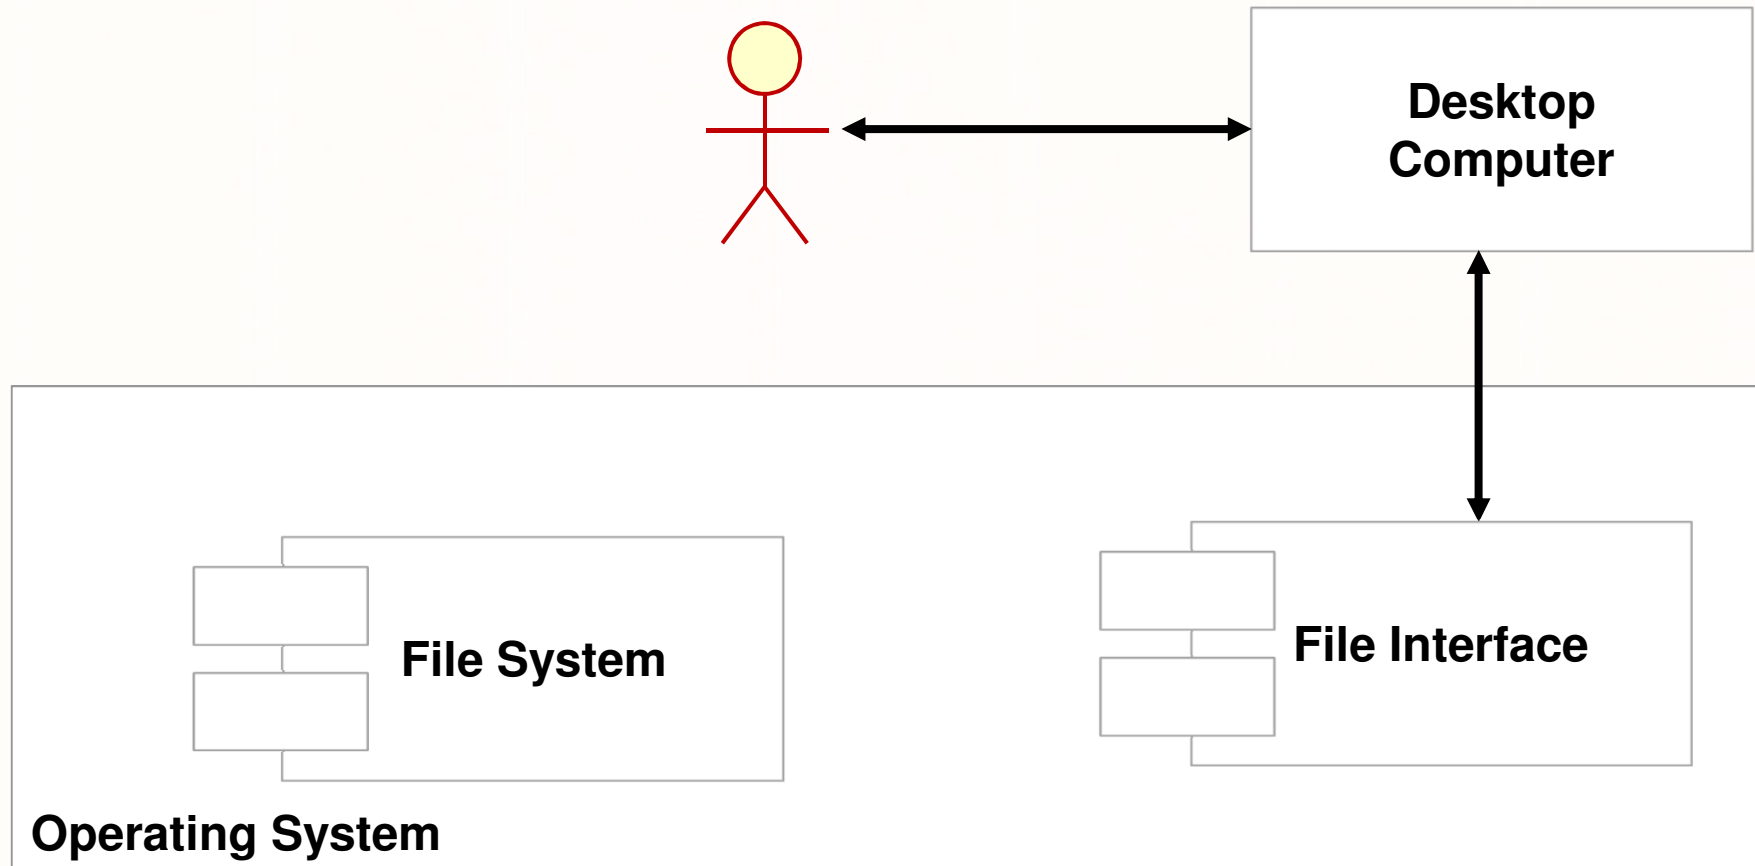 Desktop
Computer
File System
File Interface
Operating System